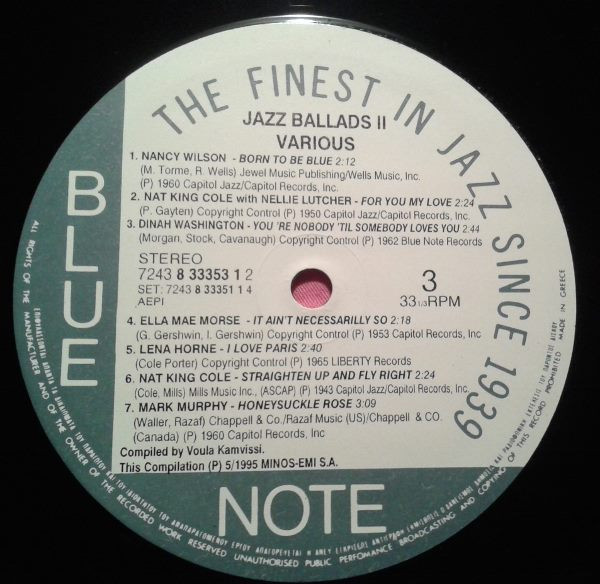 THE FINEST IN JAZZ SINCE 1939
JAZZ BALLADS II
VARIOUS
1. NANCY WILSON - BORN TO BE BLUE 2:12
(M. Torme, R. Wells) Jewel Music Publishing/Wells Music, Inc.
(P) 1960 Capitol Jazz/Capitol Records, Inc.
2. NAT KING COLE with NELLIE LUTCHER - FOR YOU MY LOVE 2:24
(P. Gayten) Copyright Control (P) 1950 Capitol Jazz/Capitol Records, Inc
3. DINAH WASHINGTON - YOU 'RE NOBODY 'TIL SOMEBODY LOVES YOU 2:44
(Morgan, Stock, Cavanaugh) Copyright Control (P) 1962 Blue Note Records
STEREO
7243 8 33353 1 2
SET: 7243 8 33351 1 4
AEPI
3
33 1/3 RPM
4. ELLA MAE MORSE - IT AIN'T NECESSARILLY SO 2:18
(G. Gershwin, I. Gershwin) Copyright Control (P) 1953 Capitol Records, Inc
5. LENA HORNE - I LOVE PARIS 2:40
(Cole Porter) Copyright Control (P) 1965 LIBERTY Records
6. NAT KING COLE - STRAIGHTEN UP AND FLY RIGHT 2:24
(Cole, Mills) Mills Music Inc., (ASCAP) (P) 1943 Capitol Jazz/Capitol Records, Inc.
7. MARK MURPHY - HONEYSUCKLE ROSE 3:09
(Waller, Razaf) Chappell & Co./Razaf Music (US)/Chappell & CO.
(Canada) (P) 1960 Capitol Records, Inc
Compiled by Voula Kamvissi.
This Compilation (P) 5/1995 MINOS-EMI S.A.
BLUE
NOTE
ALL RIGHTS OF THE MANUFACTURER AND OF THE OWNER OF THE RECORDED WORK RESERVED UNAUTHORISED PUBLIC PERFOMANCE BROADCASTING AND COPYING OF THIS RECORD PROHIBITED MADE IN GREECE